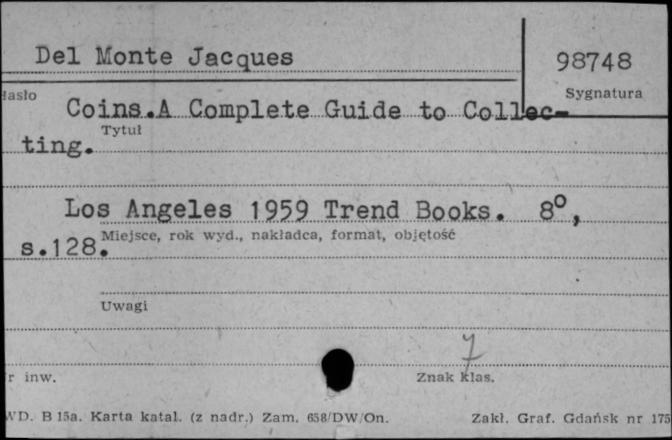 Del Monte Jacques
98748
Hasło
Sygnatura
Coins.A Complete Guide to Collec-
Tytuł
ting.
Los Angeles 1959 Trend Books. 8°,
Miejsce, rok wyd., nakładca, format, objętość
s.128.
Uwagi
7
r inw.
Znak klas.
WD. B 15a. Karta katal. (z nadr.) Zam. 658/DW/On.
Zakł. Graf. Gdańsk nr 175